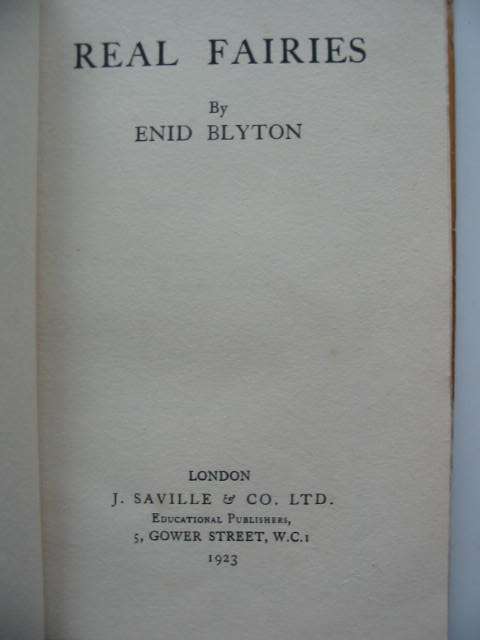 REAL FAIRIES
By
ENID BLYTON
LONDON
J. SAVILLE & CO. LTD.
EDUCATIONAL PUBLISHERS,
5, GOWER STREET, W.C.1
1923